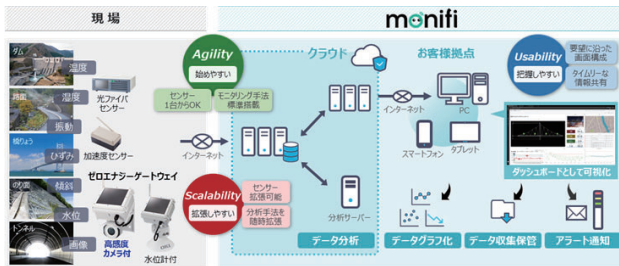 現場
ダム
温度
路面
湿度
振動
橋りょう
ひずみ
のり面
傾斜
水位
トンネル
画像
光ファイバ
センサー
加速度センサー
ゼロエナジーゲートウェイ
高感度
カメラ付
水位計付
monifi
Agility
始めやすい
センサー
1台からOK
モニタリング手法
標準搭載
インターネット
Scalability
拡張しやすい
センサー
拡張可能
分析手法を
随時拡張
クラウド
分析サーバー
データ分析
お客様拠点
インターネット
PC
スマートフォン
タブレット
Usability
把握しやすい
要望に沿った
画面構成
タイムリーな
情報共有
ダッシュボードとして可視化
データグラフ化
データ収集保管
アラート通知